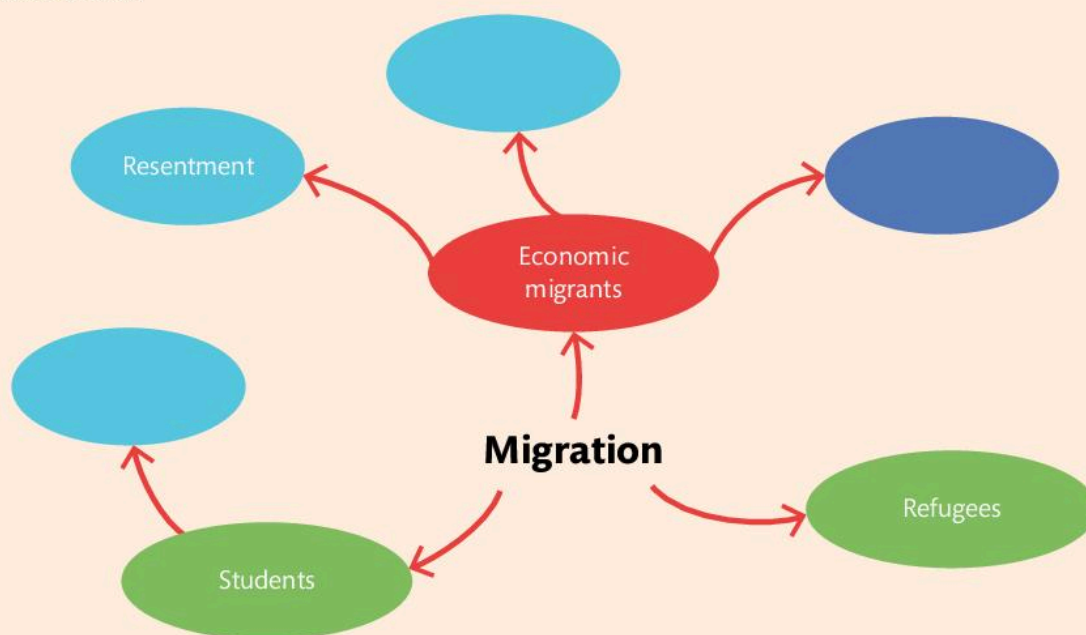 Resentment
Economic
migrants
Migration
Refugees
Students